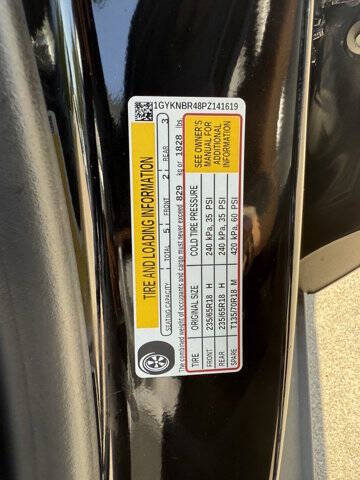 1GYKNBR48PZ141619
TIRE AND LOADING INFORMATION
SEATING CAPACITY TOTAL 5 FRONT 2 REAR 3
The combined weight of occupants and cargo must never exceed 829 kg or 1828 lbs.
TIRE ORIGINAL SIZE COLD TIRE PRESSURE
FRONT 235/65R18 H 240 kPa, 35 PSI
REAR 235/65R18 H 240 kPa, 35 PSI
SPARE T135/70R18 M 420 kPa, 60 PSI
SEE OWNER'S
MANUAL FOR
ADDITIONAL
INFORMATION